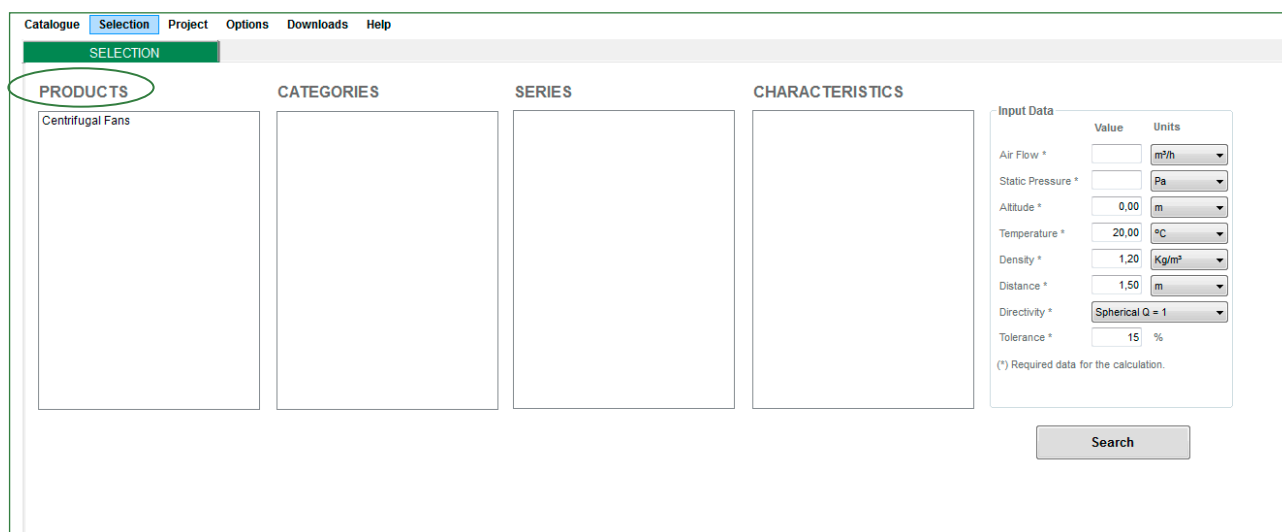 Catalogue Selection Project Options Downloads Help
SELECTION
PRODUCTS CATEGORIES SERIES CHARACTERISTICS
Centrifugal Fans
Input Data
Value Units
Air Flow * m³/h
Static Pressure * Pa
Altitude * 0,00 m
Temperature * 20,00 ºC
Density * 1,20 Kg/m³
Distance * 1,50 m
Directivity * Spherical Q = 1
Tolerance * 15 %
(*) Required data for the calculation.
Search